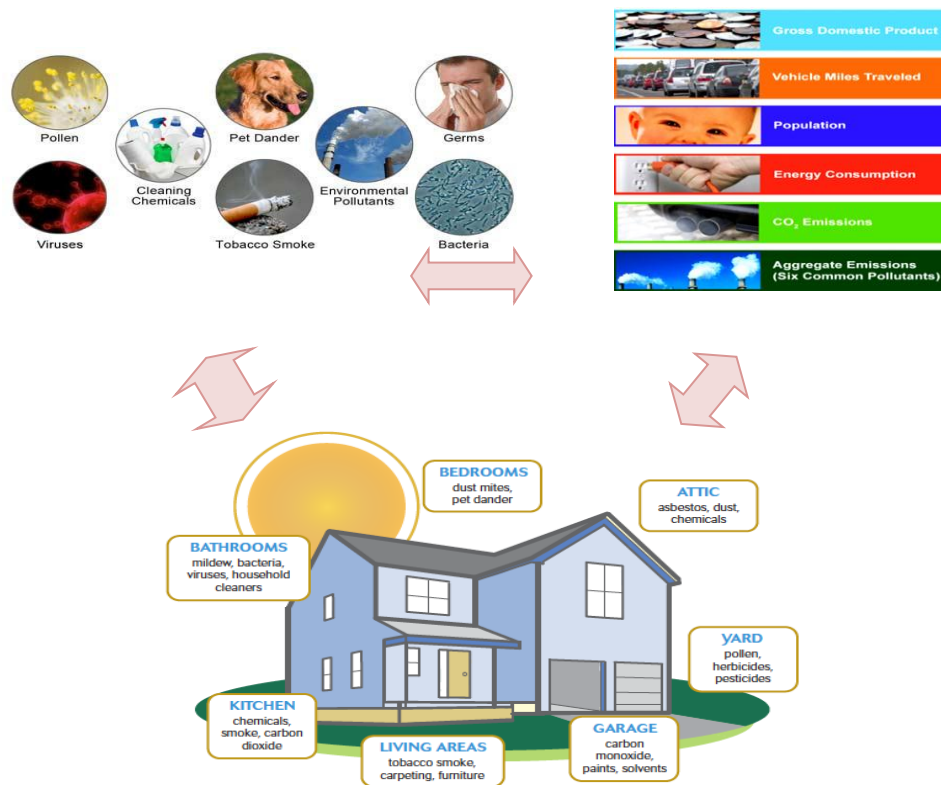 Pollen
Pet Dander
Germs
Cleaning
Chemicals
Environmental
Pollutants
Viruses
Tobacco Smoke
Bacteria
Gross Domestic Product
Vehicle Miles Traveled
Population
Energy Consumption
CO₂ Emissions
Aggregate Emissions
(Six Common Pollutants)
BEDROOMS
dust mites,
pet dander
ATTIC
asbestos, dust,
chemicals
BATHROOMS
mildew, bacteria,
viruses, household
cleaners
YARD
pollen,
herbicides,
pesticides
KITCHEN
chemicals,
smoke, carbon
dioxide
LIVING AREAS
tobacco smoke,
carpeting, furniture
GARAGE
carbon
monoxide,
paints, solvents